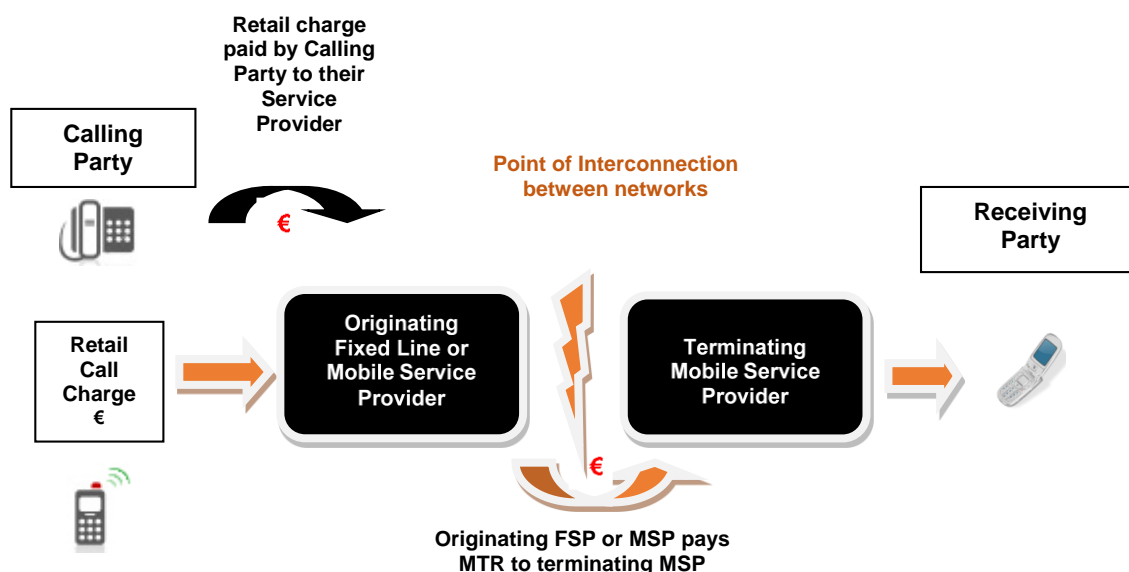 Retail charge
paid by Calling
Party to their
Service
Provider
Calling
Party
€
Point of Interconnection
between networks
Receiving
Party
Retail
Call
Charge
€
Originating
Fixed Line or
Mobile Service
Provider
Terminating
Mobile Service
Provider
€
Originating FSP or MSP pays
MTR to terminating MSP